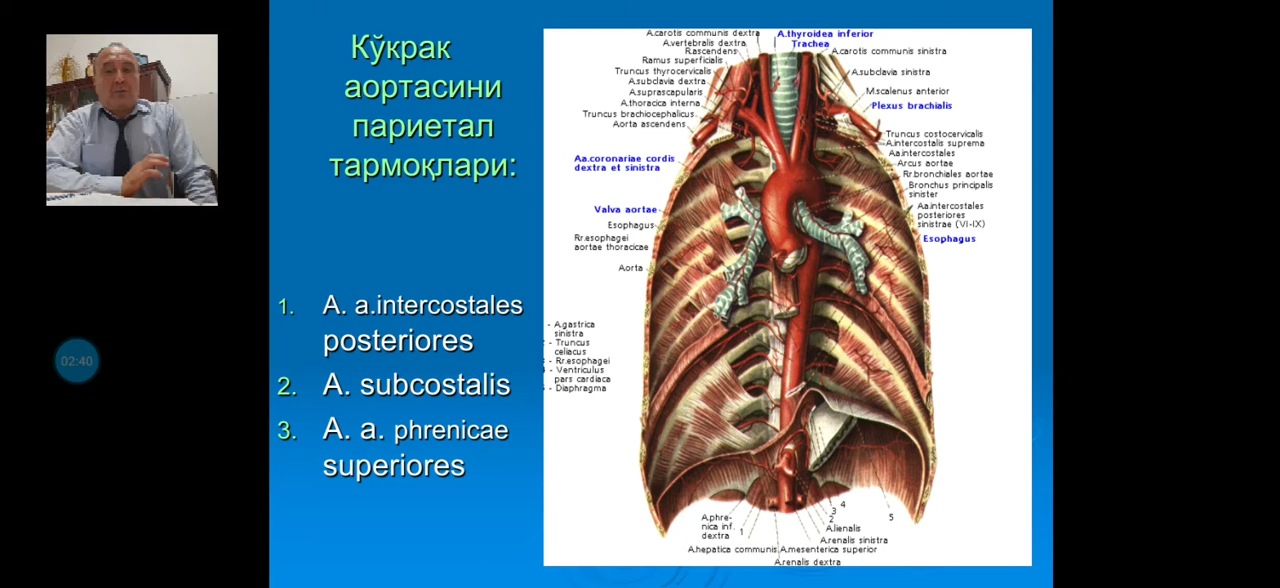 Кўкрак
аортасини
париетал
тармоқлари:
1. A. a.intercostales
posteriores
2. A. subcostalis
3. A. a. phrenicae
superiores
02:40
A.carotis communis dextra
A.vertebralis dextra
R.ascendens
Ramus superficialis
Truncus thyrocervicalis
A.subclavia dextra
A.suprascapularis
A.thoracica interna
Truncus brachiocephalicus
Aorta ascendens
Aa.coronariae cordis
dextra et sinistra
Valva aortae
Esophagus
Rr.esophagei
aortae thoracicae
Aorta
- A.gastrica
sinistra
- Truncus
celiacus
- Rr.esophagei
4 - Ventriculus
pars cardiaca
- Diaphragma
A.thyroidea inferior
Trachea
A.carotis communis sinistra
A.subclavia sinistra
M.scalenus anterior
Plexus brachialis
Truncus costocervicalis
A.intercostalis suprema
Aa.intercostales
Arcus aortae
Rr.bronchiales aortae
Bronchus principalis
sinister
Aa.intercostales
posteriores
sinistrae (VI-IX)
Esophagus
A.phre-
nica inf.
dextra
1
2
3
4
5
A.lienalis
A.renalis sinistra
A.hepatica communis
A.mesenterica superior
A.renalis dextra